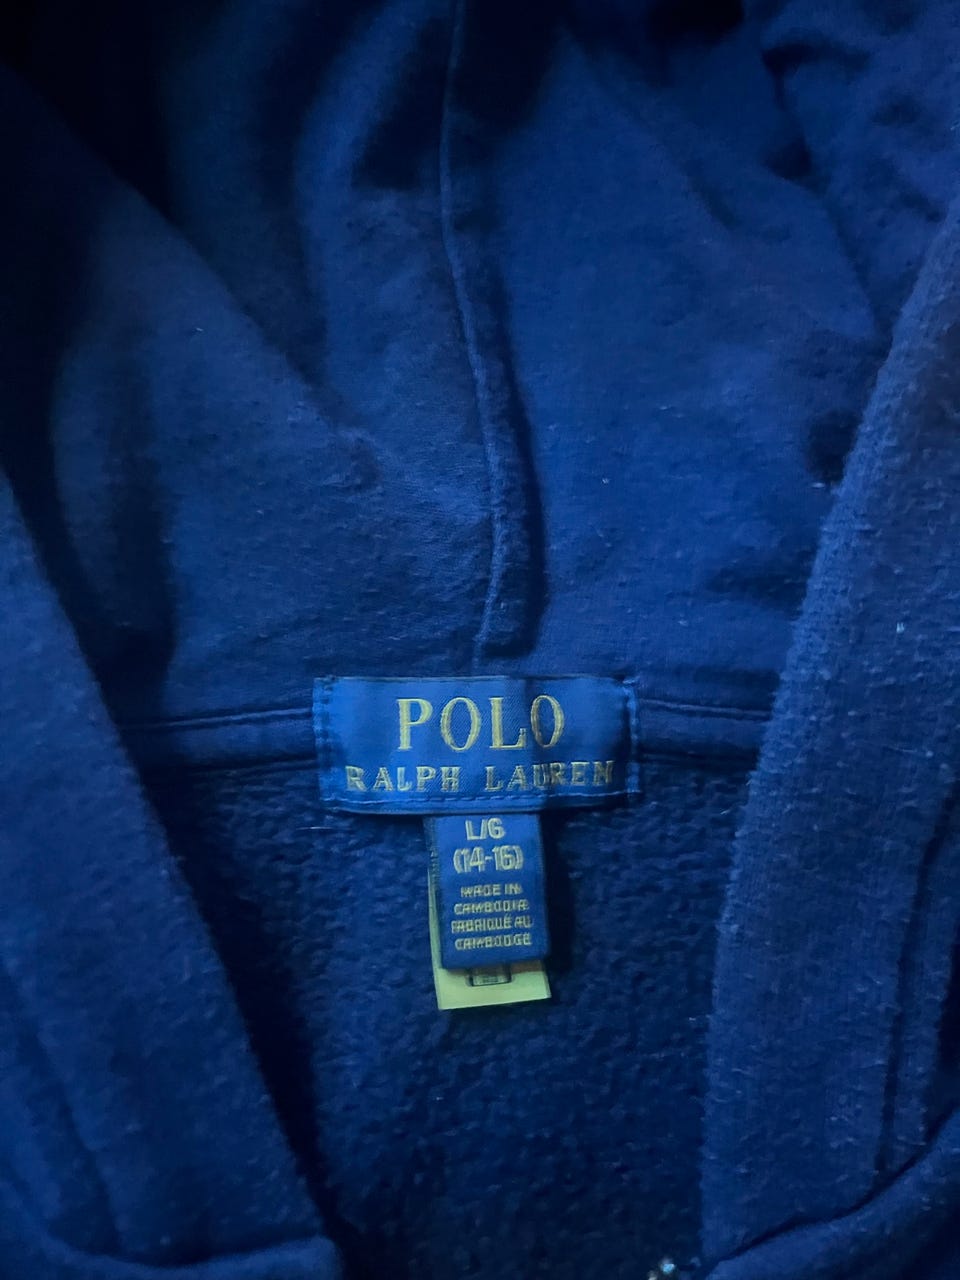 POLO
RALPH LAUREN
L/G
(14-16)
MADE IN
CAMBODIA
FABRIQUÉ AU
CAMBODGE